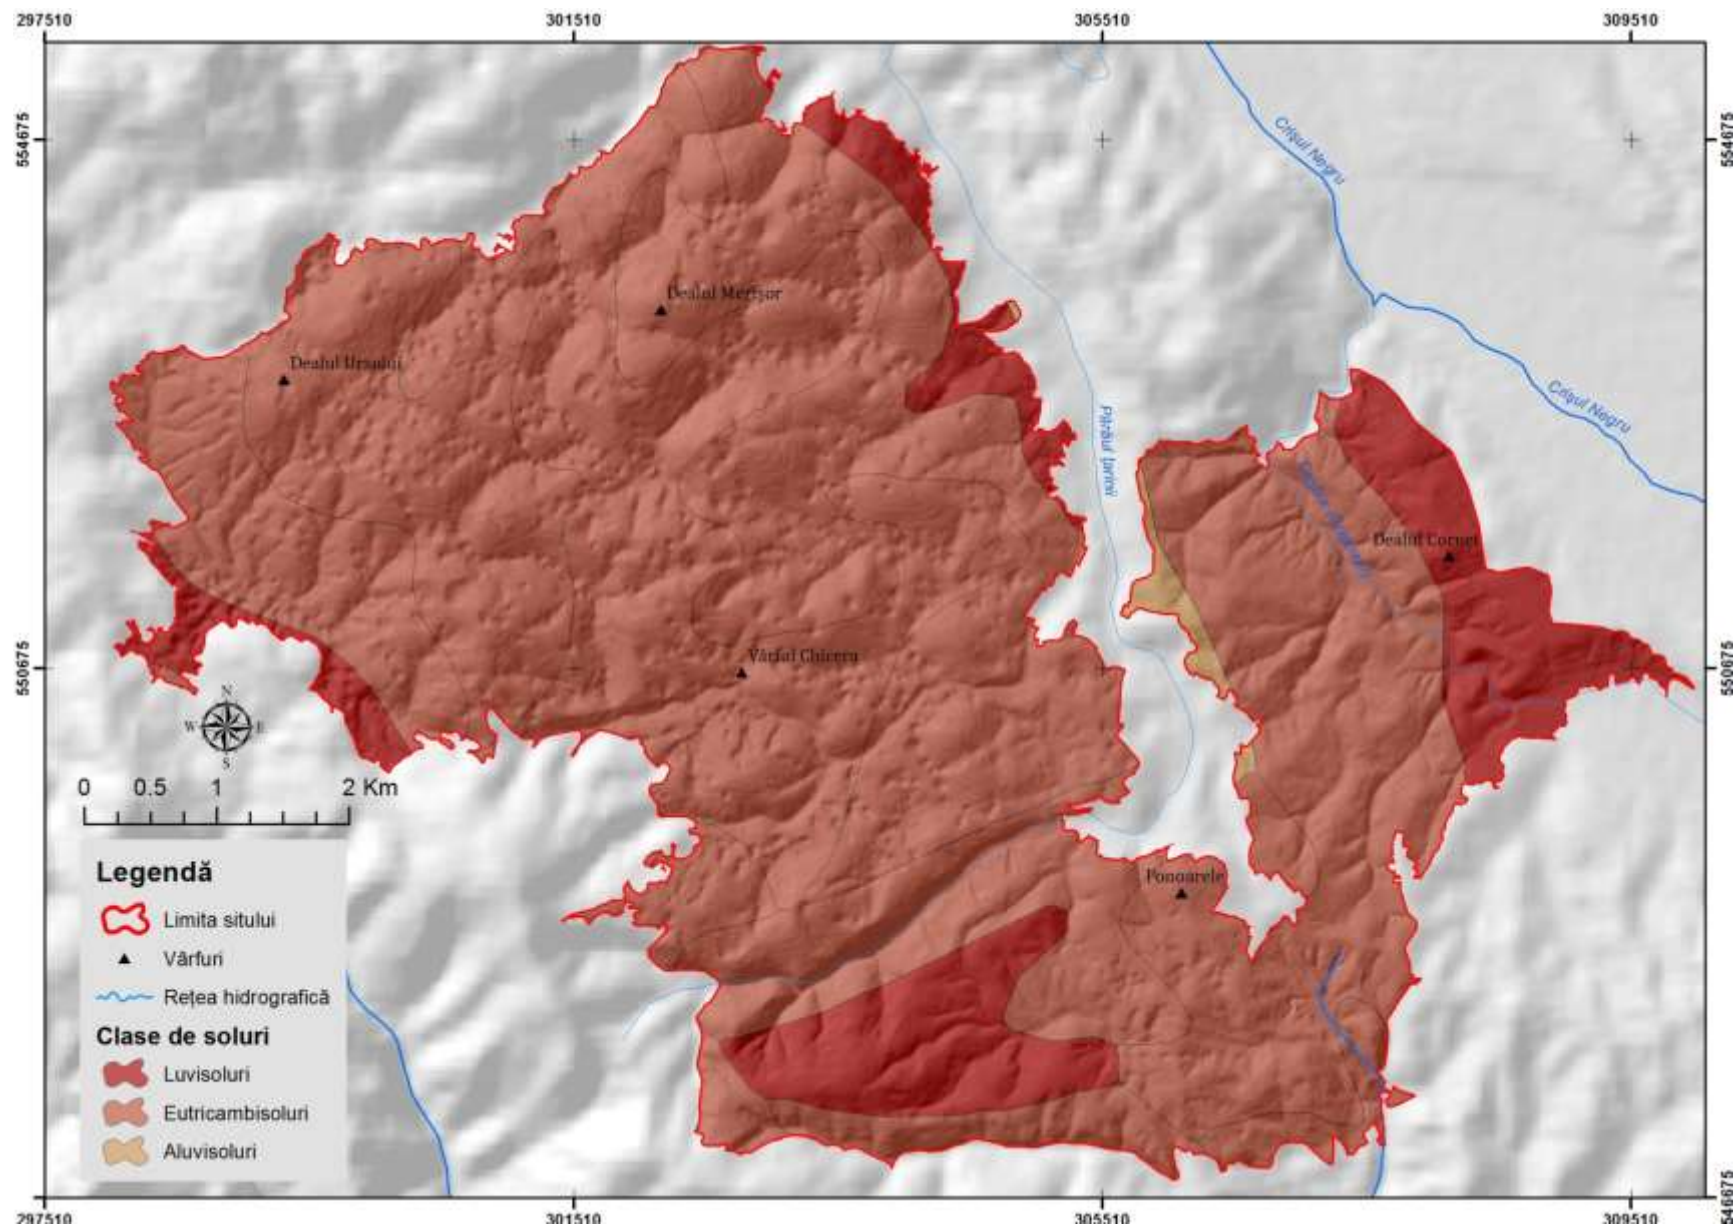 297510 301510 305510 309510
554675 554675
Crișul Negru
Dealul Merișor
Dealul Ursului
Crișul Negru
Pârâul Țarinii
Dealul Cornet
550675 550675
Vârful Chiceru
N
W E
S
0 0.5 1 2 Km
Legendă
Ponoarele
Limita sitului
Vârfuri
Rețea hidrografică
Clase de soluri
Luvisoluri
Eutricambisoluri
Aluvisoluri
546675
297510 301510 305510 309510